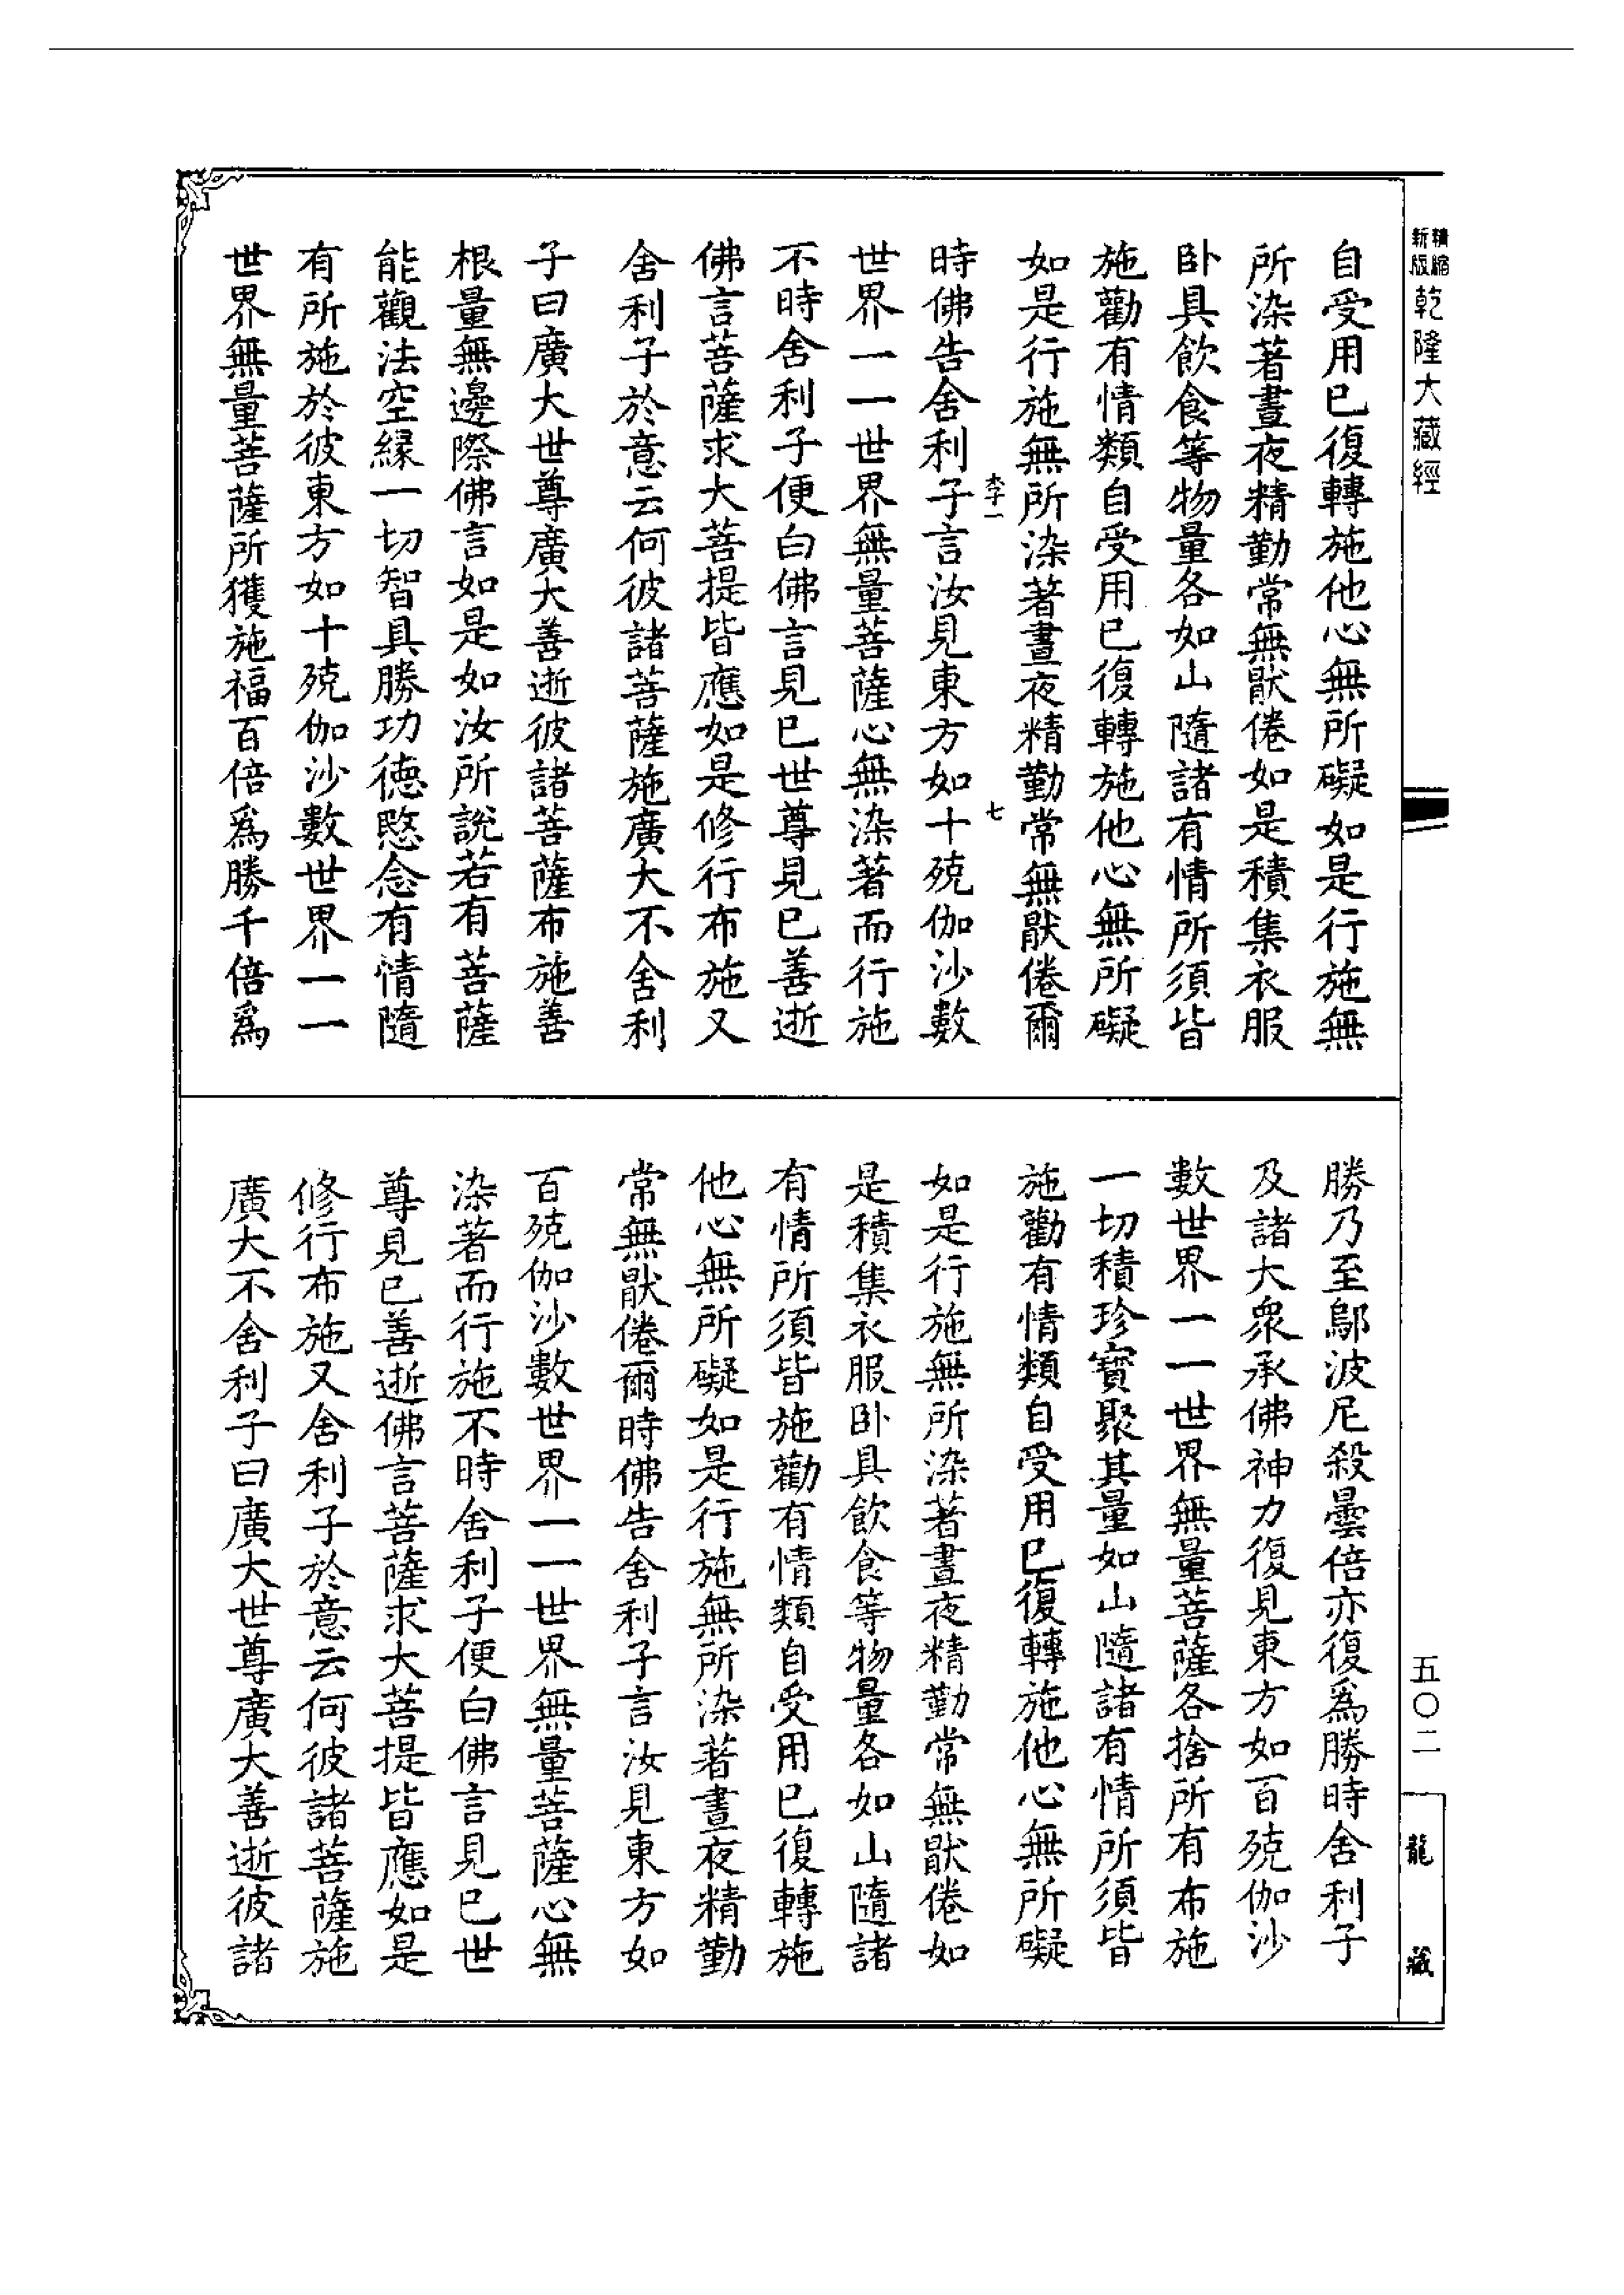 精縮
新版
乾隆大藏經
自受用已復轉施他心無所礙如是行施無
所染著晝夜精勤常無猒倦如是積集衣服
卧具飲食等物量各如山隨諸有情所須皆
施勸有情類自受用已復轉施他心無所礙
如是行施無所染著晝夜精勤常無猒倦爾
七
時佛告舍利子言汝見東方如十殑伽沙數
世界一一世界無量菩薩心無染著而行施
不時舍利子便白佛言見已世尊見已善逝
佛言菩薩求大菩提皆應如是修行布施又
舍利子於意云何彼諸菩薩施廣大不舍利
子曰廣大世尊廣大善逝彼諸菩薩布施善
根量無邊際佛言如是如汝所說若有菩薩
能觀法空緣一切智具勝功德愍念有情隨
有所施於彼東方如十殑伽沙數世界一一
世界無量菩薩所獲施福百倍爲勝千倍爲
勝乃至鄔波尼殺曇倍亦復爲勝時舍利子
及諸大衆承佛神力復見東方如百殑伽沙
數世界一一世界無量菩薩各捨所有布施
一切積珍寳聚其量如山隨諸有情所須皆
施勸有情類自受用已復轉施他心無所礙
如是行施無所染著晝夜精勤常無猒倦如
是積集衣服卧具飲食等物量各如山隨諸
有情所須皆施勸有情類自受用已復轉施
他心無所礙如是行施無所染著晝夜精勤
常無猒倦爾時佛告舍利子言汝見東方如
百殑伽沙數世界一一世界無量菩薩心無
染著而行施不時舍利子便白佛言見已世
尊見已善逝佛言菩薩求大菩提皆應如是
修行布施又舍利子於意云何彼諸菩薩施
廣大不舍利子曰廣大世尊廣大善逝彼諸
五〇二
龍藏